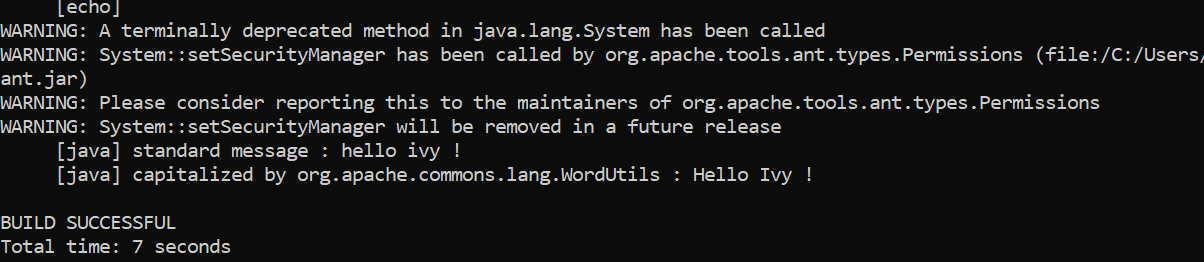 [echo]
WARNING: A terminally deprecated method in java.lang.System has been called
WARNING: System::setSecurityManager has been called by org.apache.tools.ant.types.Permissions (file:/C:/Users/
ant.jar)
WARNING: Please consider reporting this to the maintainers of org.apache.tools.ant.types.Permissions
WARNING: System::setSecurityManager will be removed in a future release
[java] standard message : hello ivy !
[java] capitalized by org.apache.commons.lang.WordUtils : Hello Ivy !
BUILD SUCCESSFUL
Total time: 7 seconds